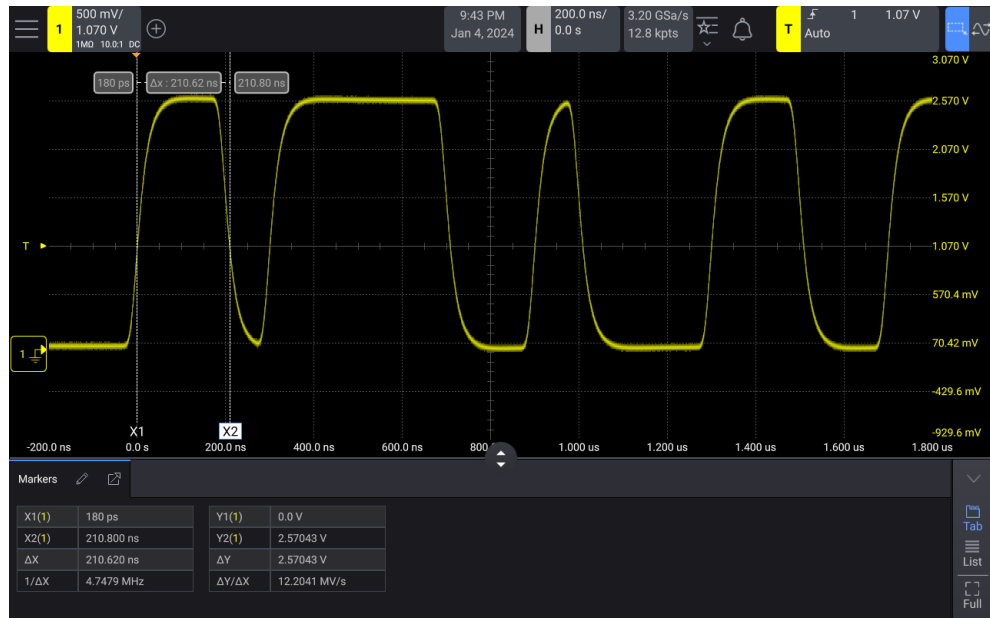 1
500 mV/
1.070 V
1MΩ 10.0:1 DC
9:43 PM
Jan 4, 2024
H
200.0 ns/
0.0 s
3.20 GSa/s
12.8 kpts
T
1 1.07 V
Auto
180 ps
Δx : 210.62 ns
210.80 ns
3.070 V
2.570 V
2.070 V
1.570 V
T
1.070 V
570.4 mV
1
70.42 mV
-429.6 mV
X1
X2
-929.6 mV
-200.0 ns
0.0 s
200.0 ns
400.0 ns
600.0 ns
1.000 us
1.200 us
1.400 us
1.600 us
1.800 us
Markers
X1(1) 180 ps Y1(1) 0.0 V
X2(1) 210.800 ns Y2(1) 2.57043 V
ΔX 210.620 ns ΔY 2.57043 V
1/ΔX 4.7479 MHz ΔY/ΔX 12.2041 MV/s
Tab
List
Full